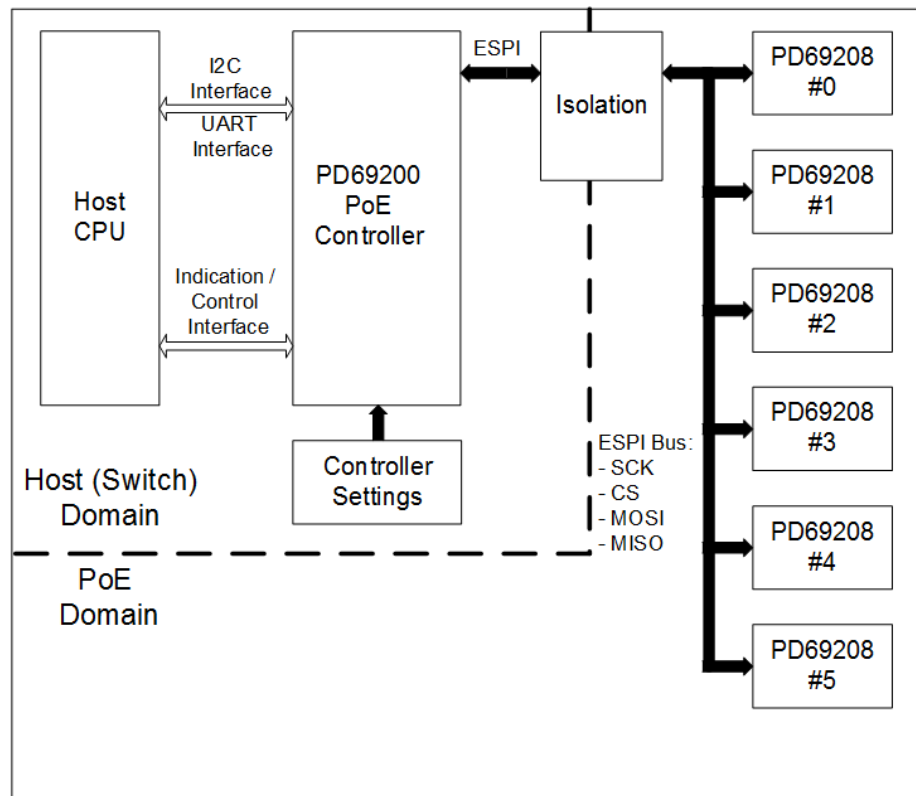 I2C
Interface
UART
Interface
Host
CPU
Indication /
Control
Interface
PD69200
PoE
Controller
Controller
Settings
ESPI
Isolation
Host (Switch)
Domain
PoE
Domain
ESPI Bus:
- SCK
- CS
- MOSI
- MISO
PD69208
#0
PD69208
#1
PD69208
#2
PD69208
#3
PD69208
#4
PD69208
#5